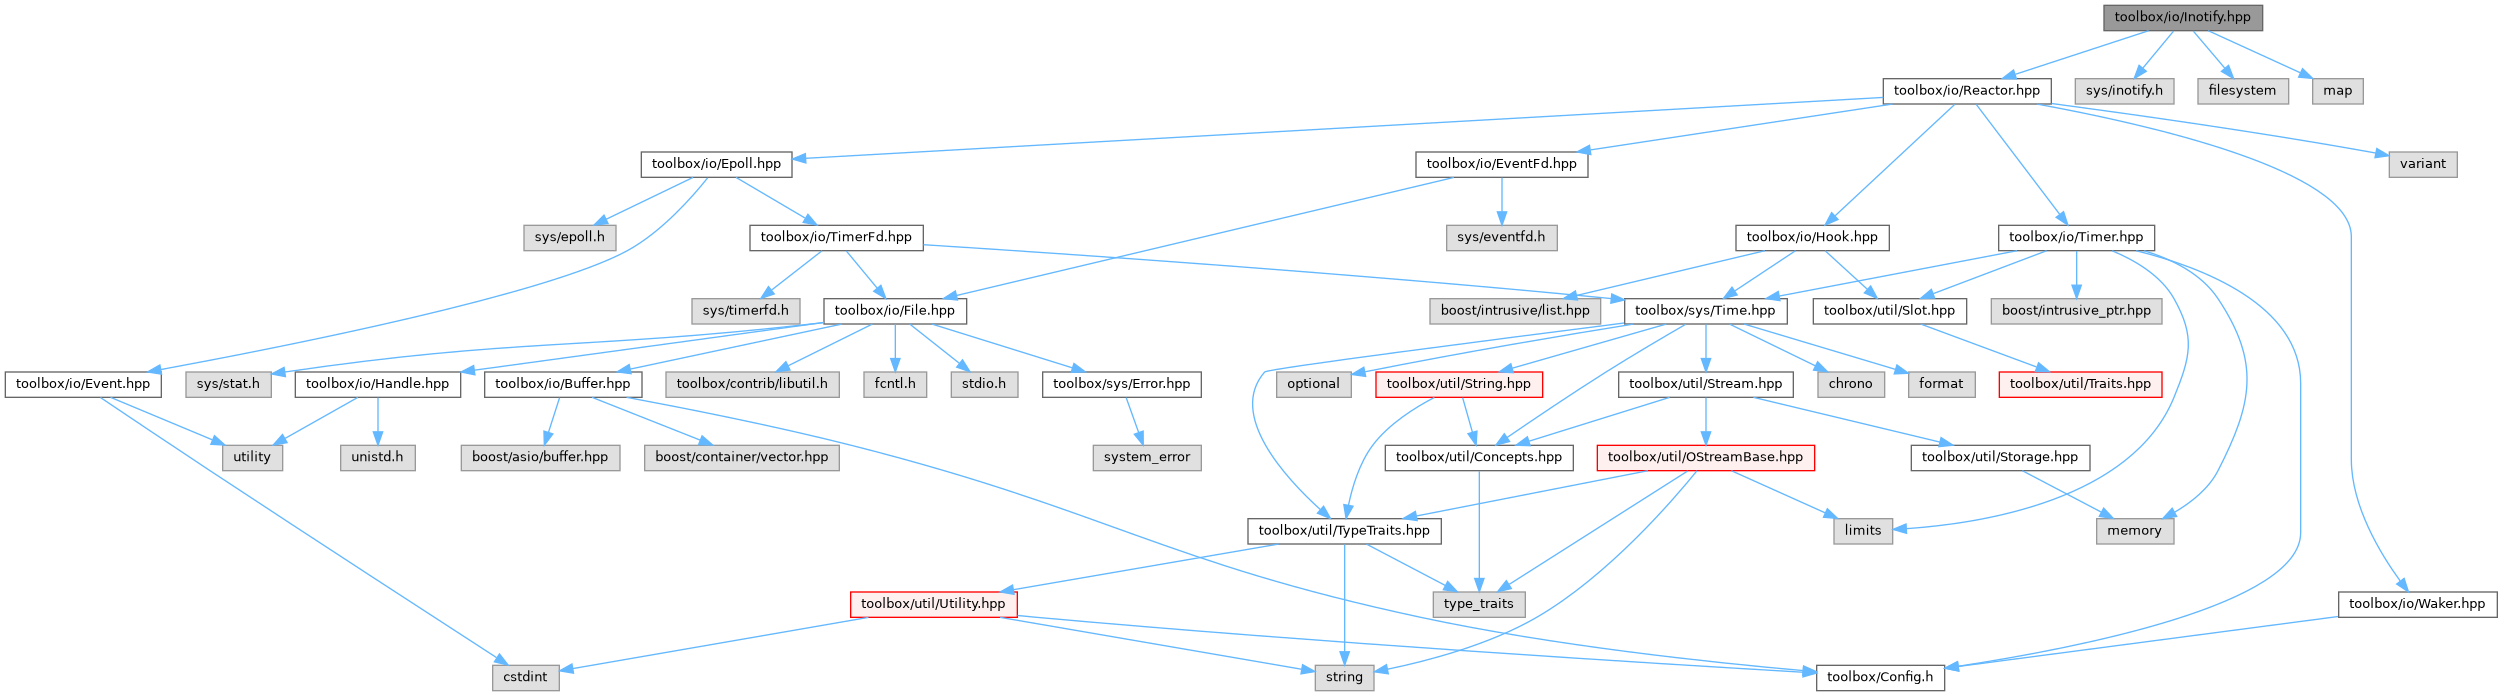 toolbox/io/Inotify.hpp
toolbox/io/Reactor.hpp
sys/inotify.h
filesystem
map
toolbox/io/Epoll.hpp
toolbox/io/EventFd.hpp
variant
sys/epoll.h
toolbox/io/TimerFd.hpp
sys/eventfd.h
toolbox/io/Hook.hpp
toolbox/io/Timer.hpp
sys/timerfd.h
toolbox/io/File.hpp
boost/intrusive/list.hpp
toolbox/sys/Time.hpp
toolbox/util/Slot.hpp
boost/intrusive_ptr.hpp
toolbox/io/Event.hpp
sys/stat.h
toolbox/io/Handle.hpp
toolbox/io/Buffer.hpp
toolbox/contrib/libutil.h
fcntl.h
stdio.h
toolbox/sys/Error.hpp
optional
toolbox/util/String.hpp
toolbox/util/Stream.hpp
chrono
format
toolbox/util/Traits.hpp
utility
unistd.h
boost/asio/buffer.hpp
boost/container/vector.hpp
system_error
toolbox/util/Concepts.hpp
toolbox/util/OStreamBase.hpp
toolbox/util/Storage.hpp
toolbox/util/TypeTraits.hpp
limits
memory
toolbox/util/Utility.hpp
type_traits
toolbox/io/Waker.hpp
cstdint
string
toolbox/Config.h